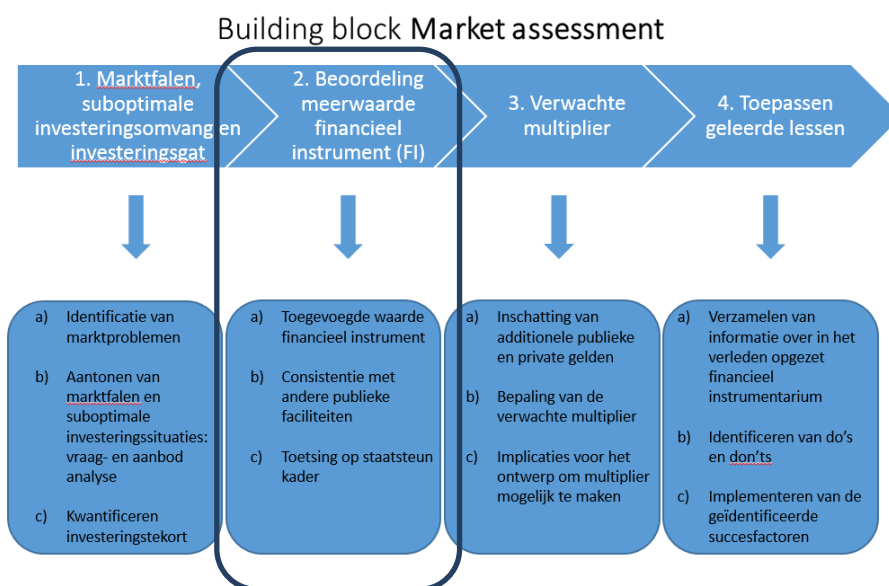 Building block Market assessment
1. Marktfalen,
suboptimale
investeringsomvang en
investeringsgat
2. Beoordeling
meerwaarde
financieel
instrument (FI)
3. Verwachte
multiplier
4. Toepassen
geleerde lessen
a) Identificatie van
marktproblemen
b) Aantonen van
marktfalen en
suboptimale
investeringssituaties:
vraag- en aanbod
analyse
c) Kwantificeren
investeringstekort
a) Toegevoegde waarde
financieel instrument
b) Consistentie met
andere publieke
faciliteiten
c) Toetsing op staatsteun
kader
a) Inschatting van
additionele publieke
en private gelden
b) Bepaling van de
verwachte multiplier
c) Implicaties voor het
ontwerp om multiplier
mogelijk te maken
a) Verzamelen van
informatie over in het
verleden opgezet
financieel
instrumentarium
b) Identificeren van do's
en don'ts
c) Implementeren van de
geïdentificeerde
succesfactoren